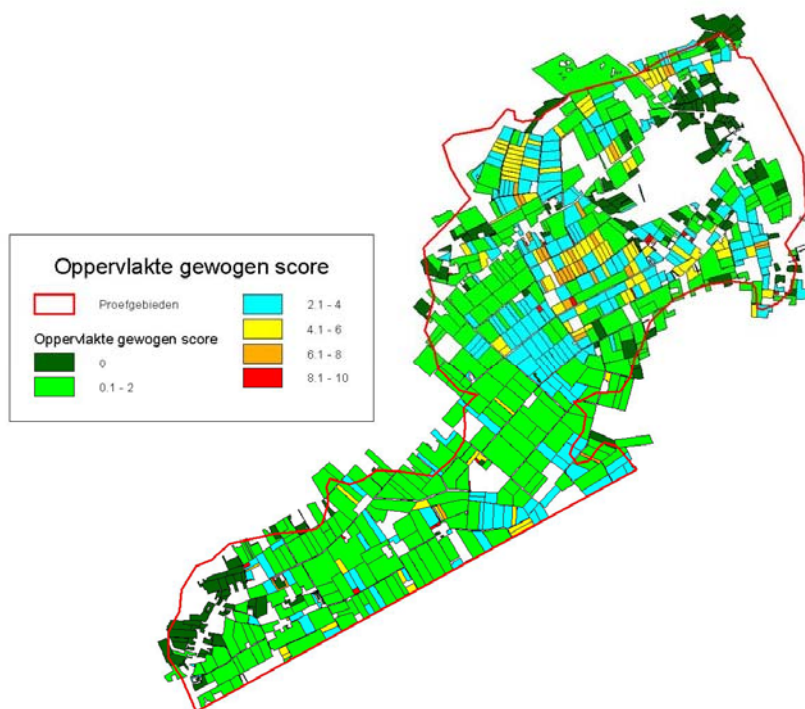 Oppervlakte gewogen score
Proefgebieden
Oppervlakte gewogen score
0
0.1 - 2
2.1 - 4
4.1 - 6
6.1 - 8
8.1 - 10